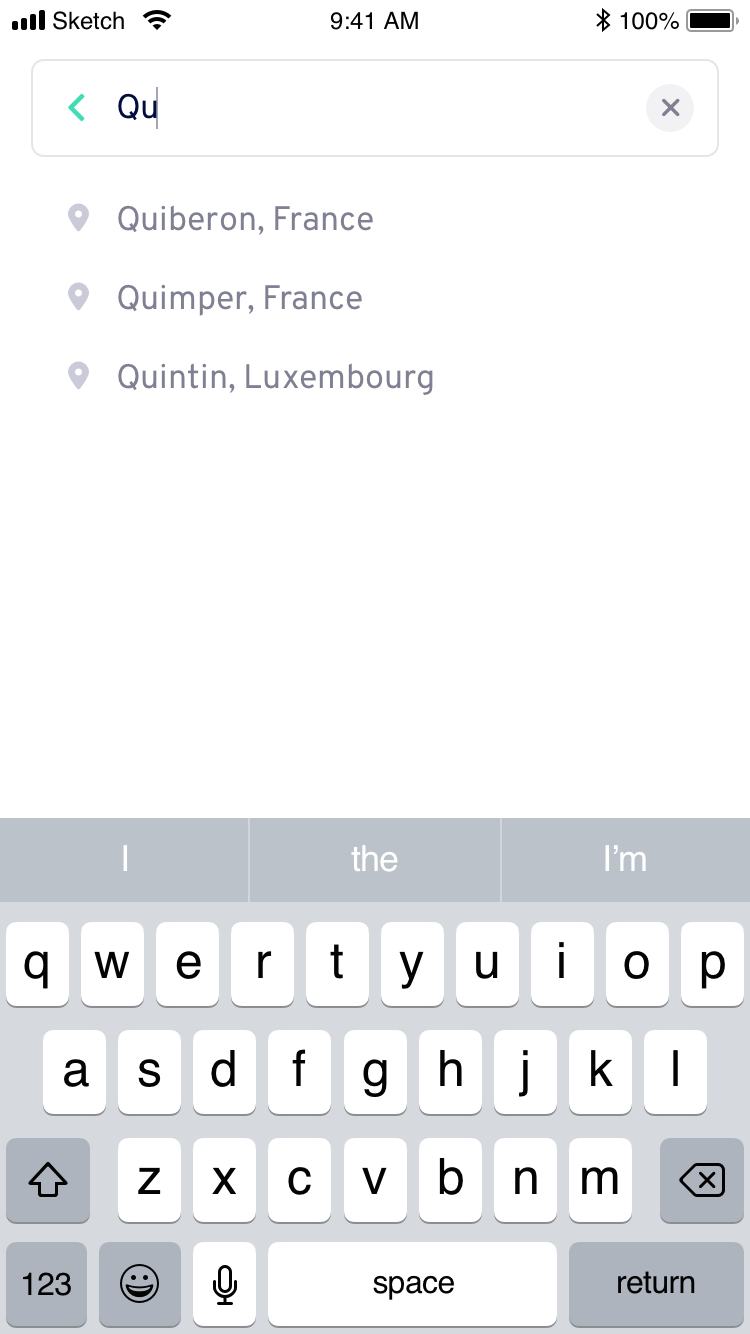 Sketch 9:41 AM 100%
Qu
Quiberon, France
Quimper, France
Quintin, Luxembourg
I the I’m
q w e r t y u i o p
a s d f g h j k l
z x c v b n m
123 space return